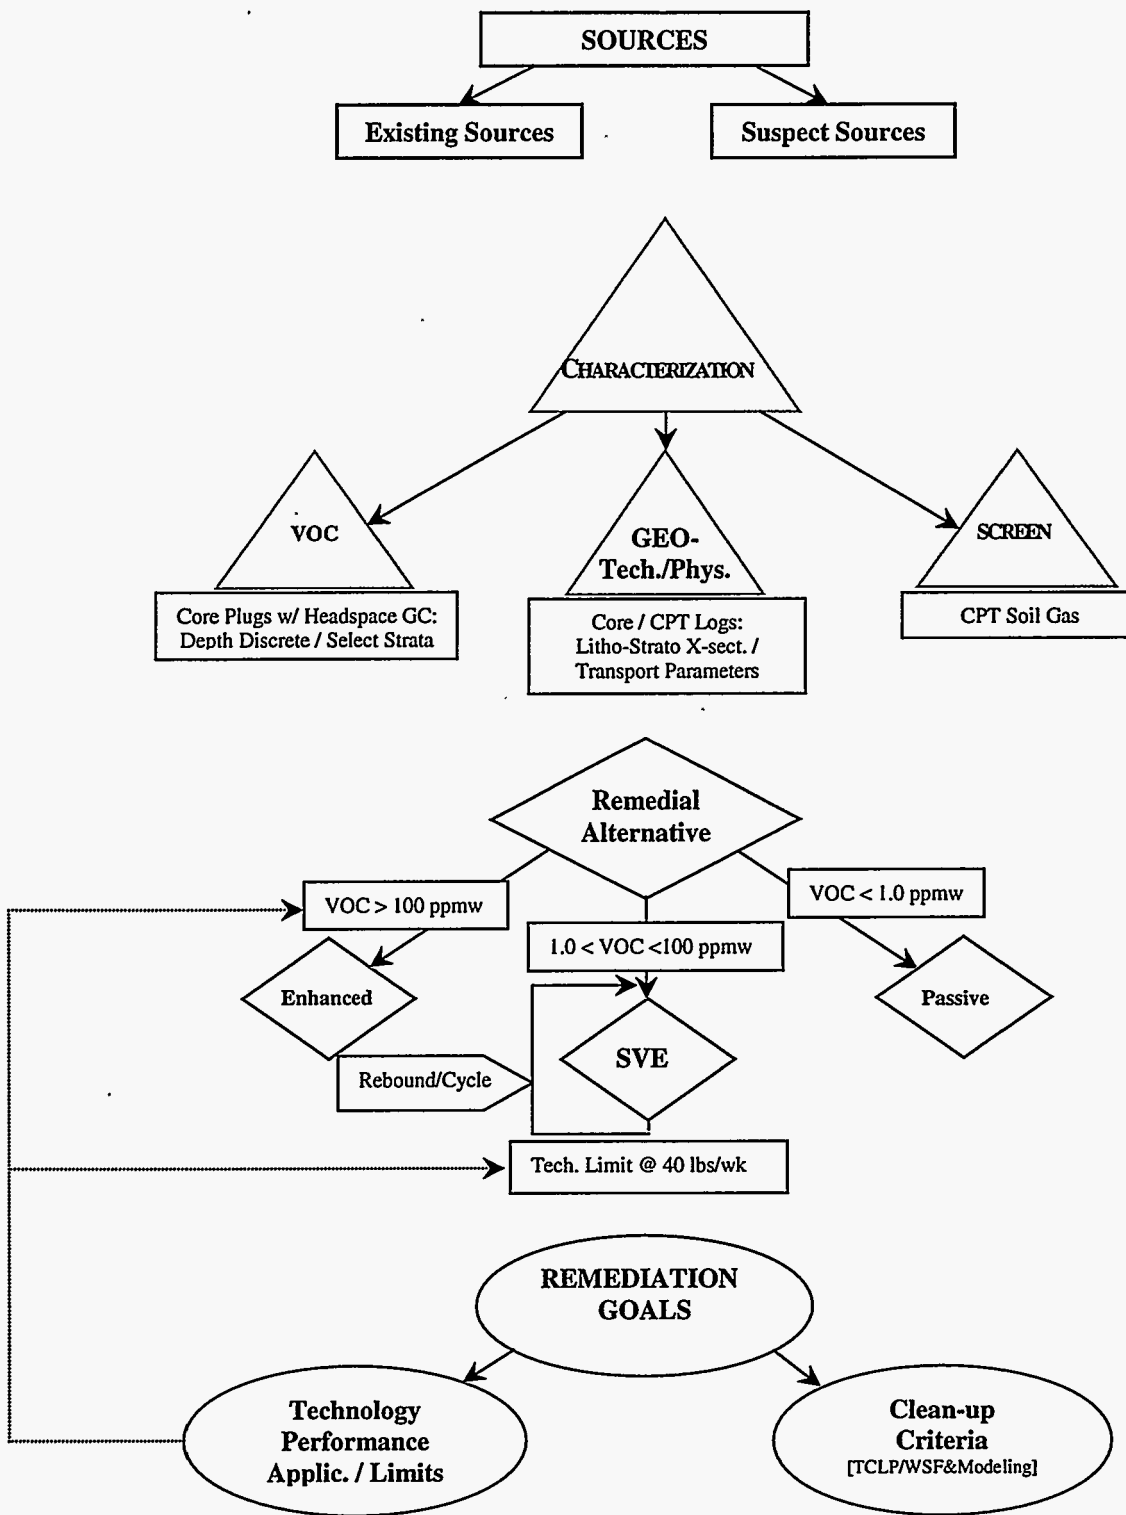 SOURCES
Existing Sources
Suspect Sources
CHARACTERIZATION
VOC
GEO-
Tech./Phys.
SCREEN
Core Plugs w/ Headspace GC:
Depth Discrete / Select Strata
Core / CPT Logs:
Litho-Strato X-sect. /
Transport Parameters
CPT Soil Gas
Remedial
Alternative
VOC > 100 ppmw
1.0 < VOC <100 ppmw
VOC < 1.0 ppmw
Enhanced
SVE
Passive
Rebound/Cycle
Tech. Limit @ 40 lbs/wk
REMEDIATION
GOALS
Technology
Performance
Applic. / Limits
Clean-up
Criteria
[TCLP/WSF&Modeling]